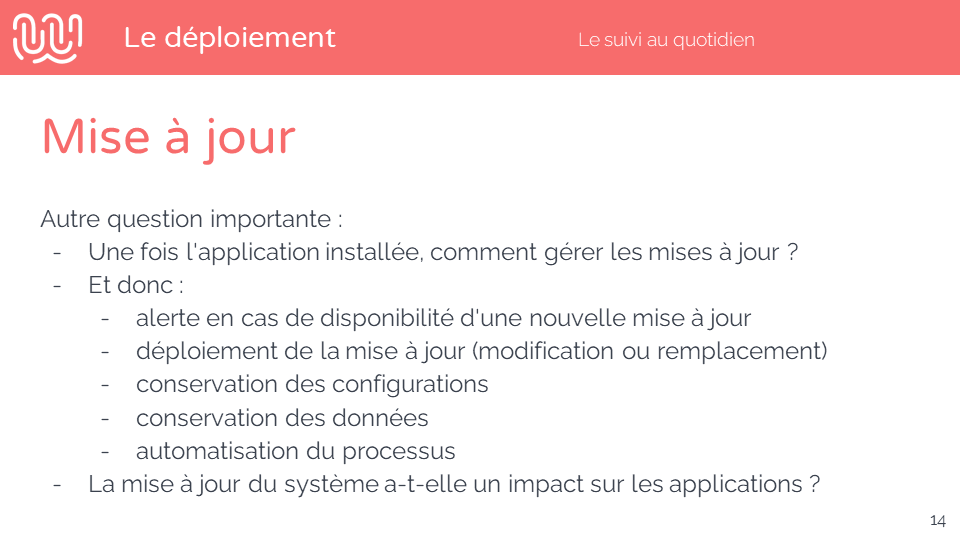 Le déploiement
Le suivi au quotidien
Mise à jour
Autre question importante :
- Une fois l'application installée, comment gérer les mises à jour ?
- Et donc :
- alerte en cas de disponibilité d'une nouvelle mise à jour
- déploiement de la mise à jour (modification ou remplacement)
- conservation des configurations
- conservation des données
- automatisation du processus
- La mise à jour du système a-t-elle un impact sur les applications ?
14